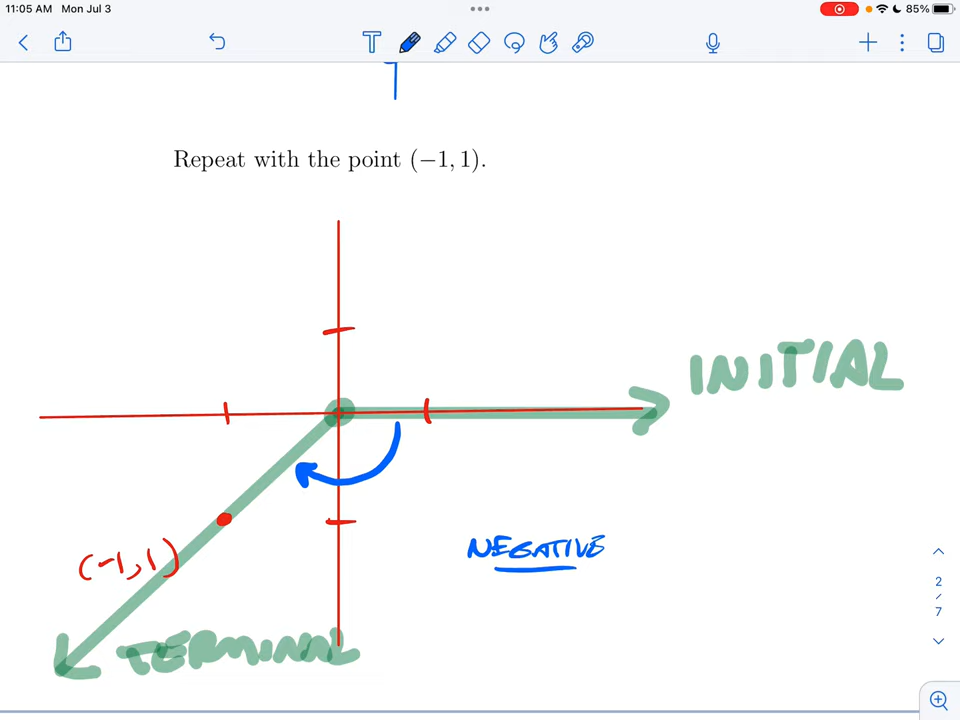 11:05 AM Mon Jul 3
85%
T
Repeat with the point (−1, 1).
INITIAL
NEGATIVE
(-1,1)
TERMINAL
2
/
7